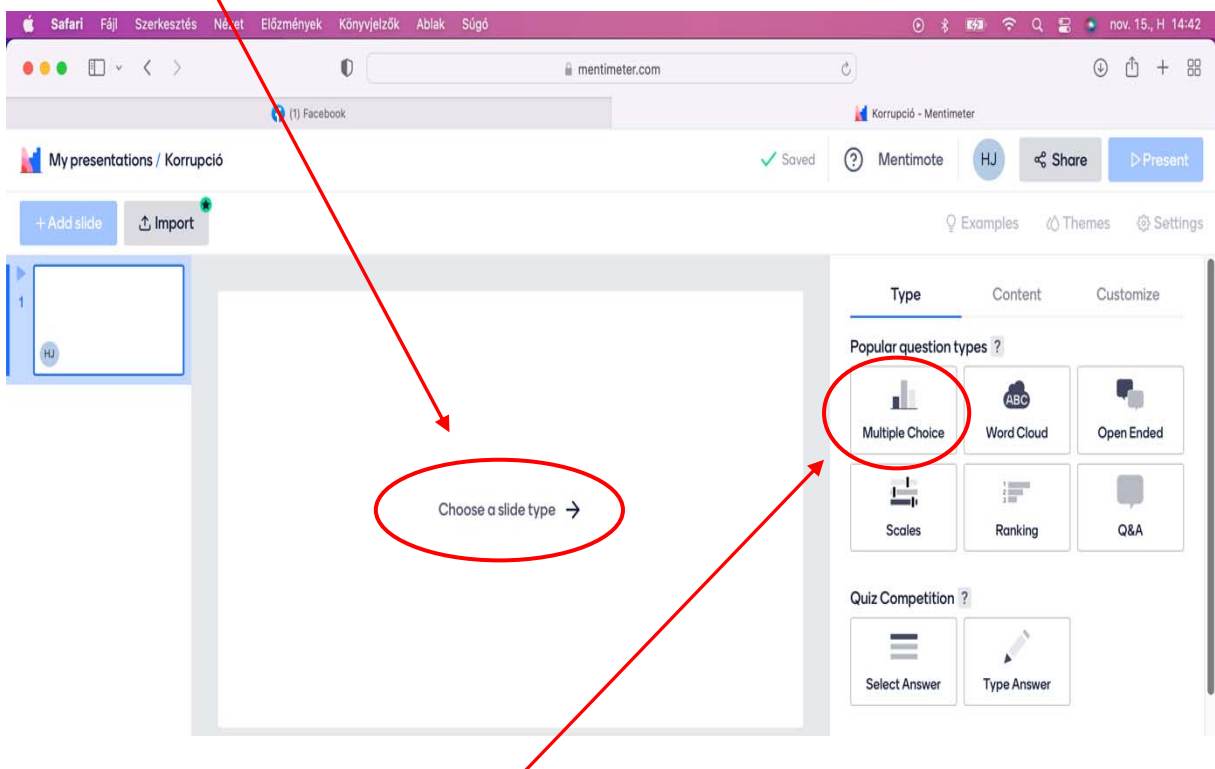 Safari Fájl Szerkesztés Nézet Előzmények Könyvjelzők Ablak Súgó nov. 15., H 14:42
mentimeter.com
(1) Facebook Korrupció - Mentimeter
My presentations / Korrupció Saved ? Mentimote HJ Share Present
+ Add slide Import Examples Themes Settings
1
HJ
Type Content Customize
Popular question types ?
ABC
Multiple Choice Word Cloud Open Ended
Choose a slide type →
1
2
3
Scales Ranking Q&A
Quiz Competition ?
Select Answer Type Answer